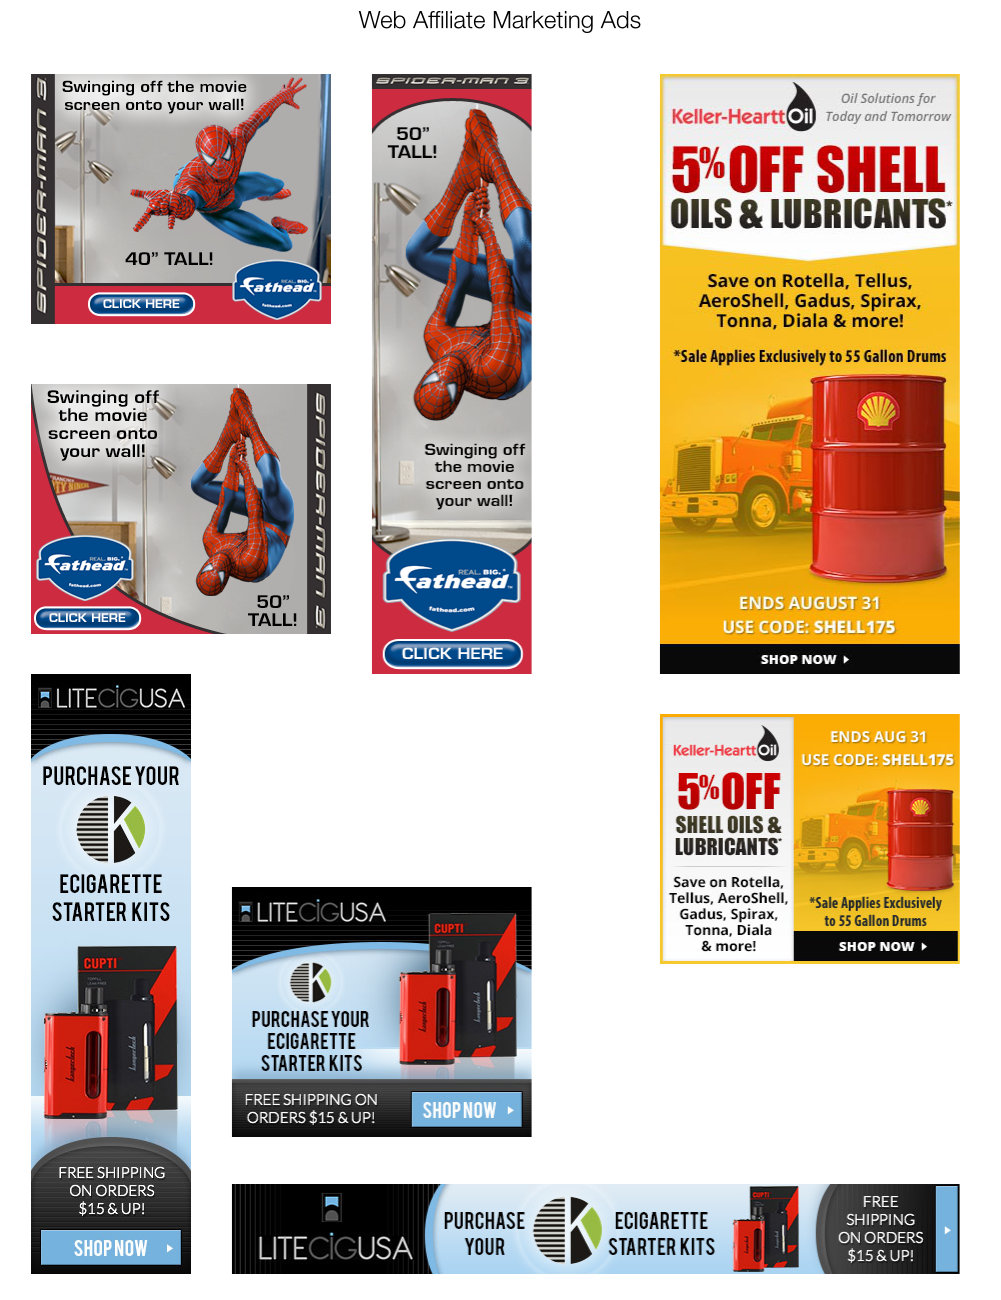 Web Affiliate Marketing Ads
SPIDER-MAN 3
Swinging off the movie
screen onto your wall!
40” TALL!
CLICK HERE
REAL. BIG.
Fathead
fathead.com
SPIDER-MAN 3
50”
TALL!
Swinging off
the movie
screen onto
your wall!
REAL. BIG.
Fathead
fathead.com
CLICK HERE
Keller-Heartt Oil
Oil Solutions for
Today and Tomorrow
5% OFF SHELL
OILS & LUBRICANTS*
Save on Rotella, Tellus,
AeroShell, Gadus, Spirax,
Tonna, Diala & more!
*Sale Applies Exclusively to 55 Gallon Drums
ENDS AUGUST 31
USE CODE: SHELL175
SHOP NOW
Swinging off
the movie
screen onto
your wall!
SPIDER-MAN 3
REAL. BIG.
Fathead
fathead.com
CLICK HERE
50”
TALL!
LITECIGUSA
PURCHASE YOUR
K
ECIGARETTE
STARTER KITS
CUPTI
Kangertech
FREE SHIPPING
ON ORDERS
$15 & UP!
SHOP NOW
Keller-Heartt Oil
5% OFF
SHELL OILS &
LUBRICANTS*
Save on Rotella,
Tellus, AeroShell,
Gadus, Spirax,
Tonna, Diala
& more!
ENDS AUG 31
USE CODE: SHELL175
*Sale Applies Exclusively
to 55 Gallon Drums
SHOP NOW
LITECIGUSA
K
PURCHASE YOUR
ECIGARETTE
STARTER KITS
CUPTI
Kangertech
FREE SHIPPING ON
ORDERS $15 & UP!
SHOP NOW
LITECIGUSA
PURCHASE
YOUR
K
ECIGARETTE
STARTER KITS
CUPTI
FREE
SHIPPING
ON ORDERS
$15 & UP!